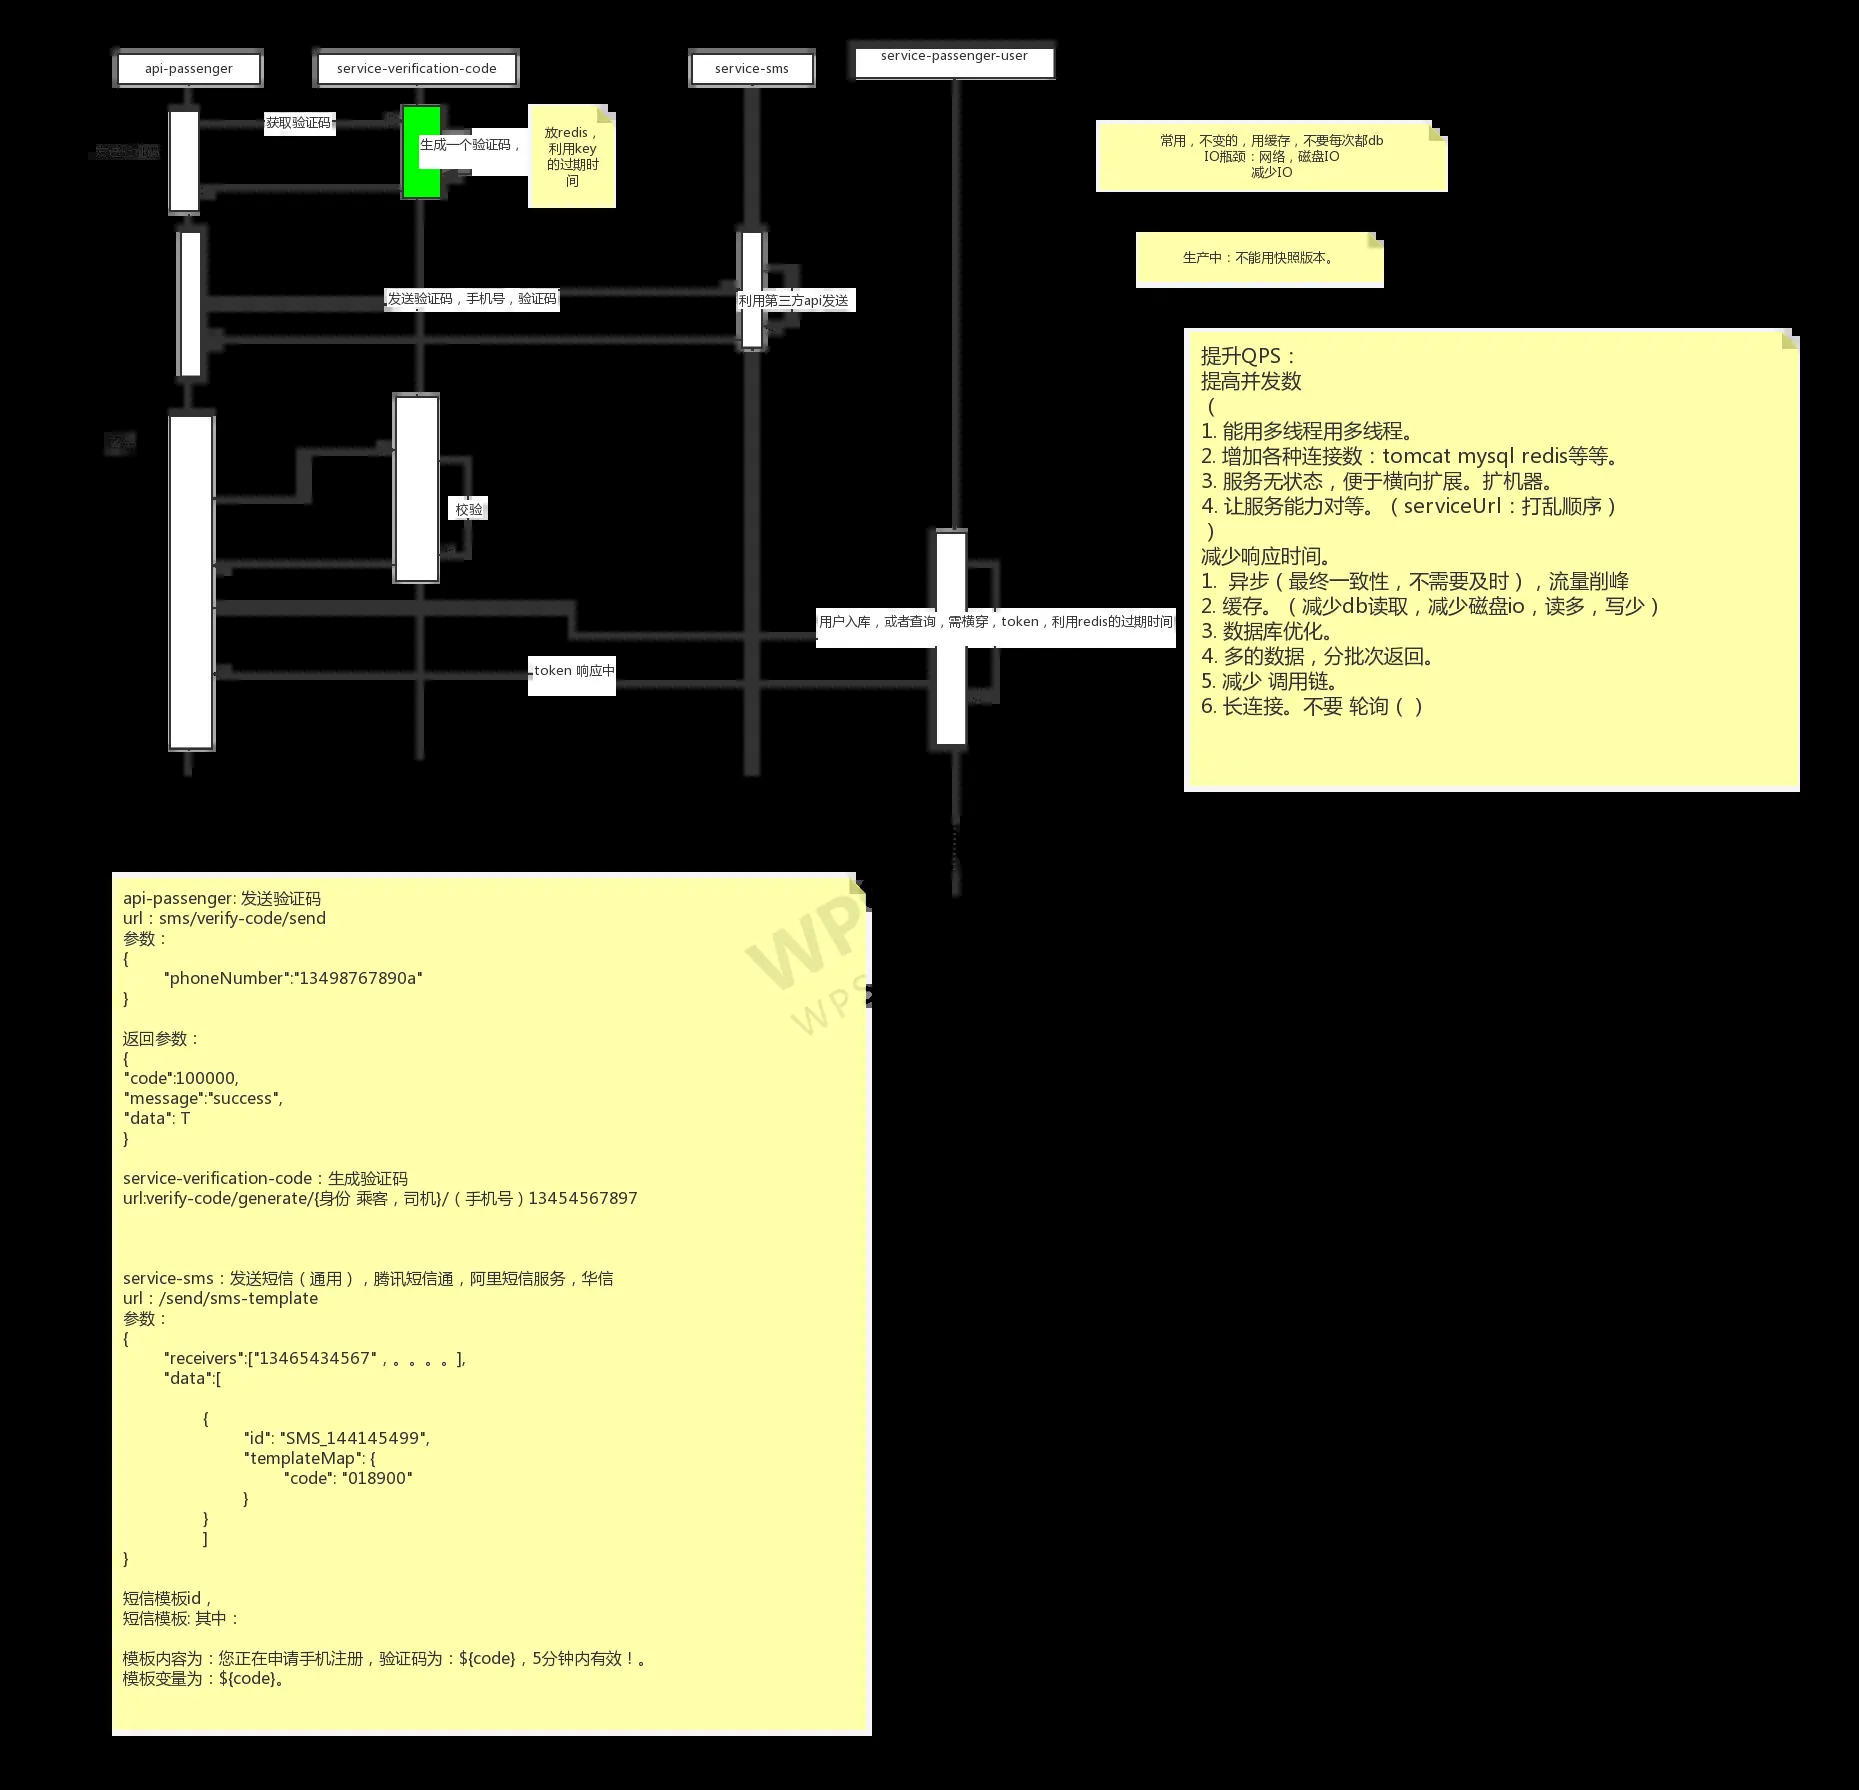 api-passenger
service-verification-code
service-sms
service-passenger-user
获取验证码
生成一个验证码，
放redis，
利用key
的过期时
间
发送验证码，手机号，验证码
利用第三方api发送
校验
用户入库，或者查询，需横穿，token，利用redis的过期时间
token 响应中
常用，不变的，用缓存，不要每次都db
IO瓶颈：网络，磁盘IO
减少IO
生产中：不能用快照版本。
提升QPS：
提高并发数
（
1. 能用多线程用多线程。
2. 增加各种连接数：tomcat mysql redis等等。
3. 服务无状态，便于横向扩展。扩机器。
4. 让服务能力对等。（serviceUrl：打乱顺序）
）
减少响应时间。
1. 异步（最终一致性，不需要及时），流量削峰
2. 缓存。（减少db读取，减少磁盘io，读多，写少）
3. 数据库优化。
4. 多的数据，分批次返回。
5. 减少 调用链。
6. 长连接。不要 轮询（ ）
api-passenger: 发送验证码
url：sms/verify-code/send
参数：
{
"phoneNumber":"13498767890a"
}
返回参数：
{
"code":100000,
"message":"success",
"data": T
}
service-verification-code：生成验证码
url:verify-code/generate/{身份 乘客，司机}/（手机号）13454567897
service-sms：发送短信（通用），腾讯短信通，阿里短信服务，华信
url：/send/sms-template
参数：
{
"receivers":["13465434567"，。。。。],
"data":[
{
"id": "SMS_144145499",
"templateMap": {
"code": "018900"
}
}
]
}
短信模板id，
短信模板: 其中：
模板内容为：您正在申请手机注册，验证码为：${code}，5分钟内有效！。
模板变量为：${code}。
WPS
WPS